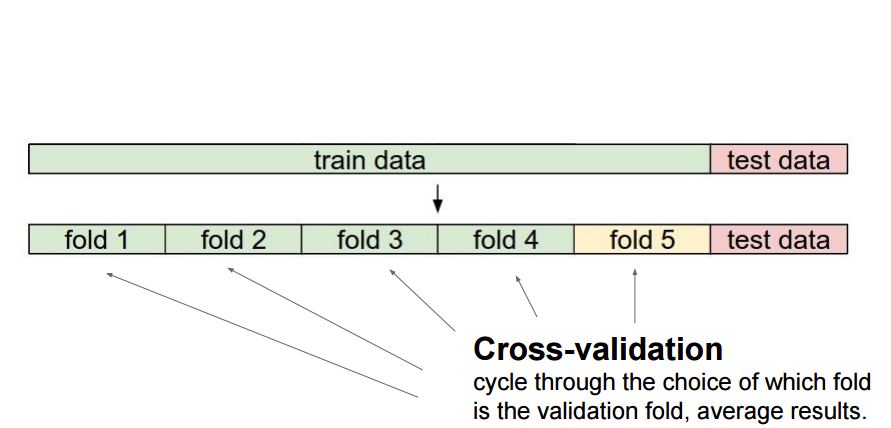 train data test data
fold 1 fold 2 fold 3 fold 4 fold 5 test data
Cross-validation
cycle through the choice of which fold
is the validation fold, average results.